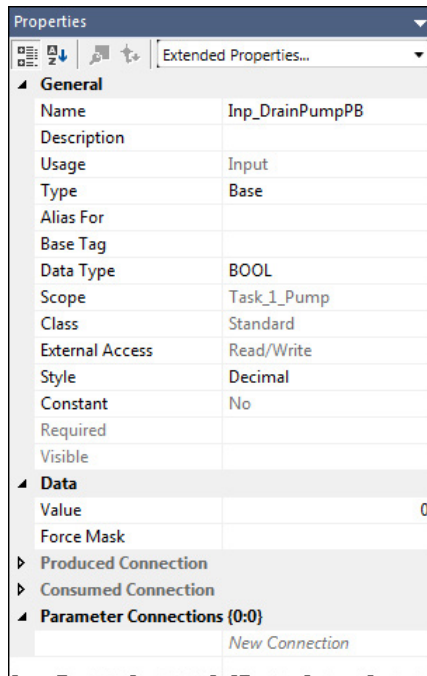 Properties
Extended Properties...
General
Name Inp_DrainPumpPB
Description
Usage Input
Type Base
Alias For
Base Tag
Data Type BOOL
Scope Task_1_Pump
Class Standard
External Access Read/Write
Style Decimal
Constant No
Required
Visible
Data
Value 0
Force Mask
Produced Connection
Consumed Connection
Parameter Connections {0:0}
New Connection